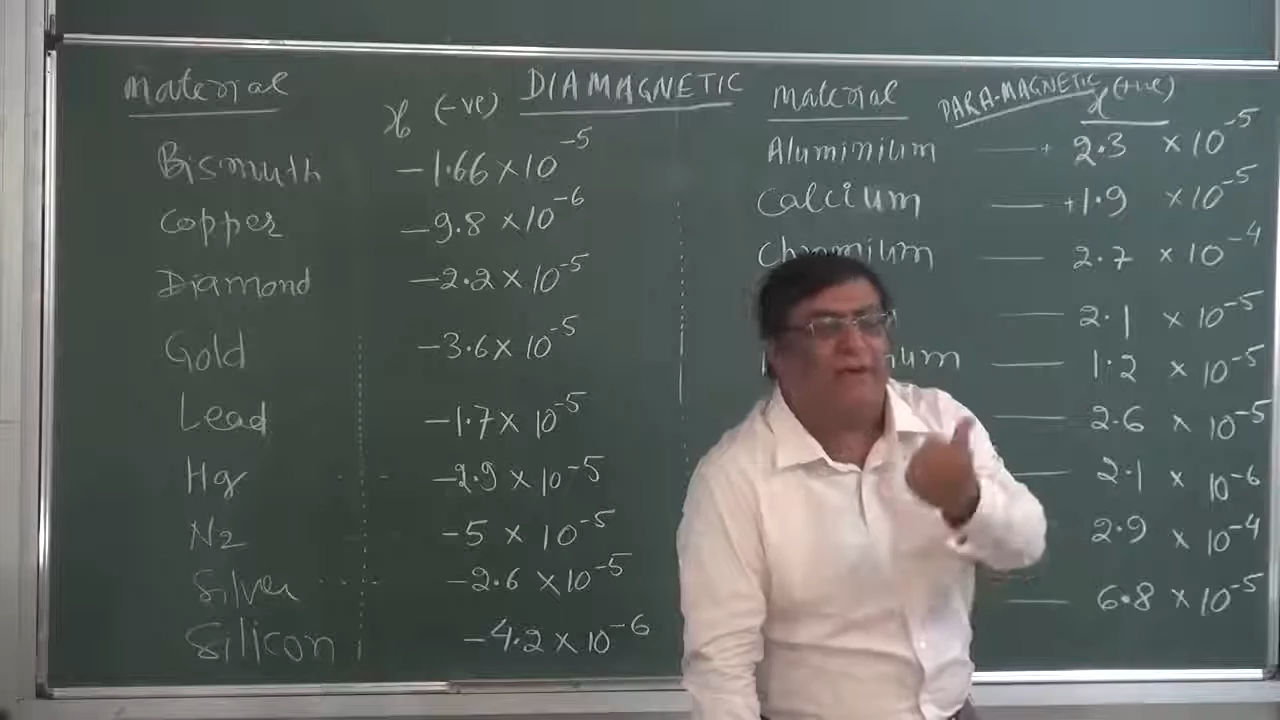 Material χ (-ve) DIAMAGNETIC
Bismuth -1.66 × 10^-5
Copper -9.8 × 10^-6
Diamond -2.2 × 10^-5
Gold -3.6 × 10^-5
Lead -1.7 × 10^-5
Hg -2.9 × 10^-5
N2 -5 × 10^-5
Silver -2.6 × 10^-5
Silicon -4.2 × 10^-6
Material PARA-MAGNETIC χ (+ve)
Aluminium + 2.3 × 10^-5
Calcium +1.9 × 10^-5
Chromium 2.7 × 10^-4
2.1 × 10^-5
1.2 × 10^-5
2.6 × 10^-5
2.1 × 10^-6
2.9 × 10^-4
6.8 × 10^-5